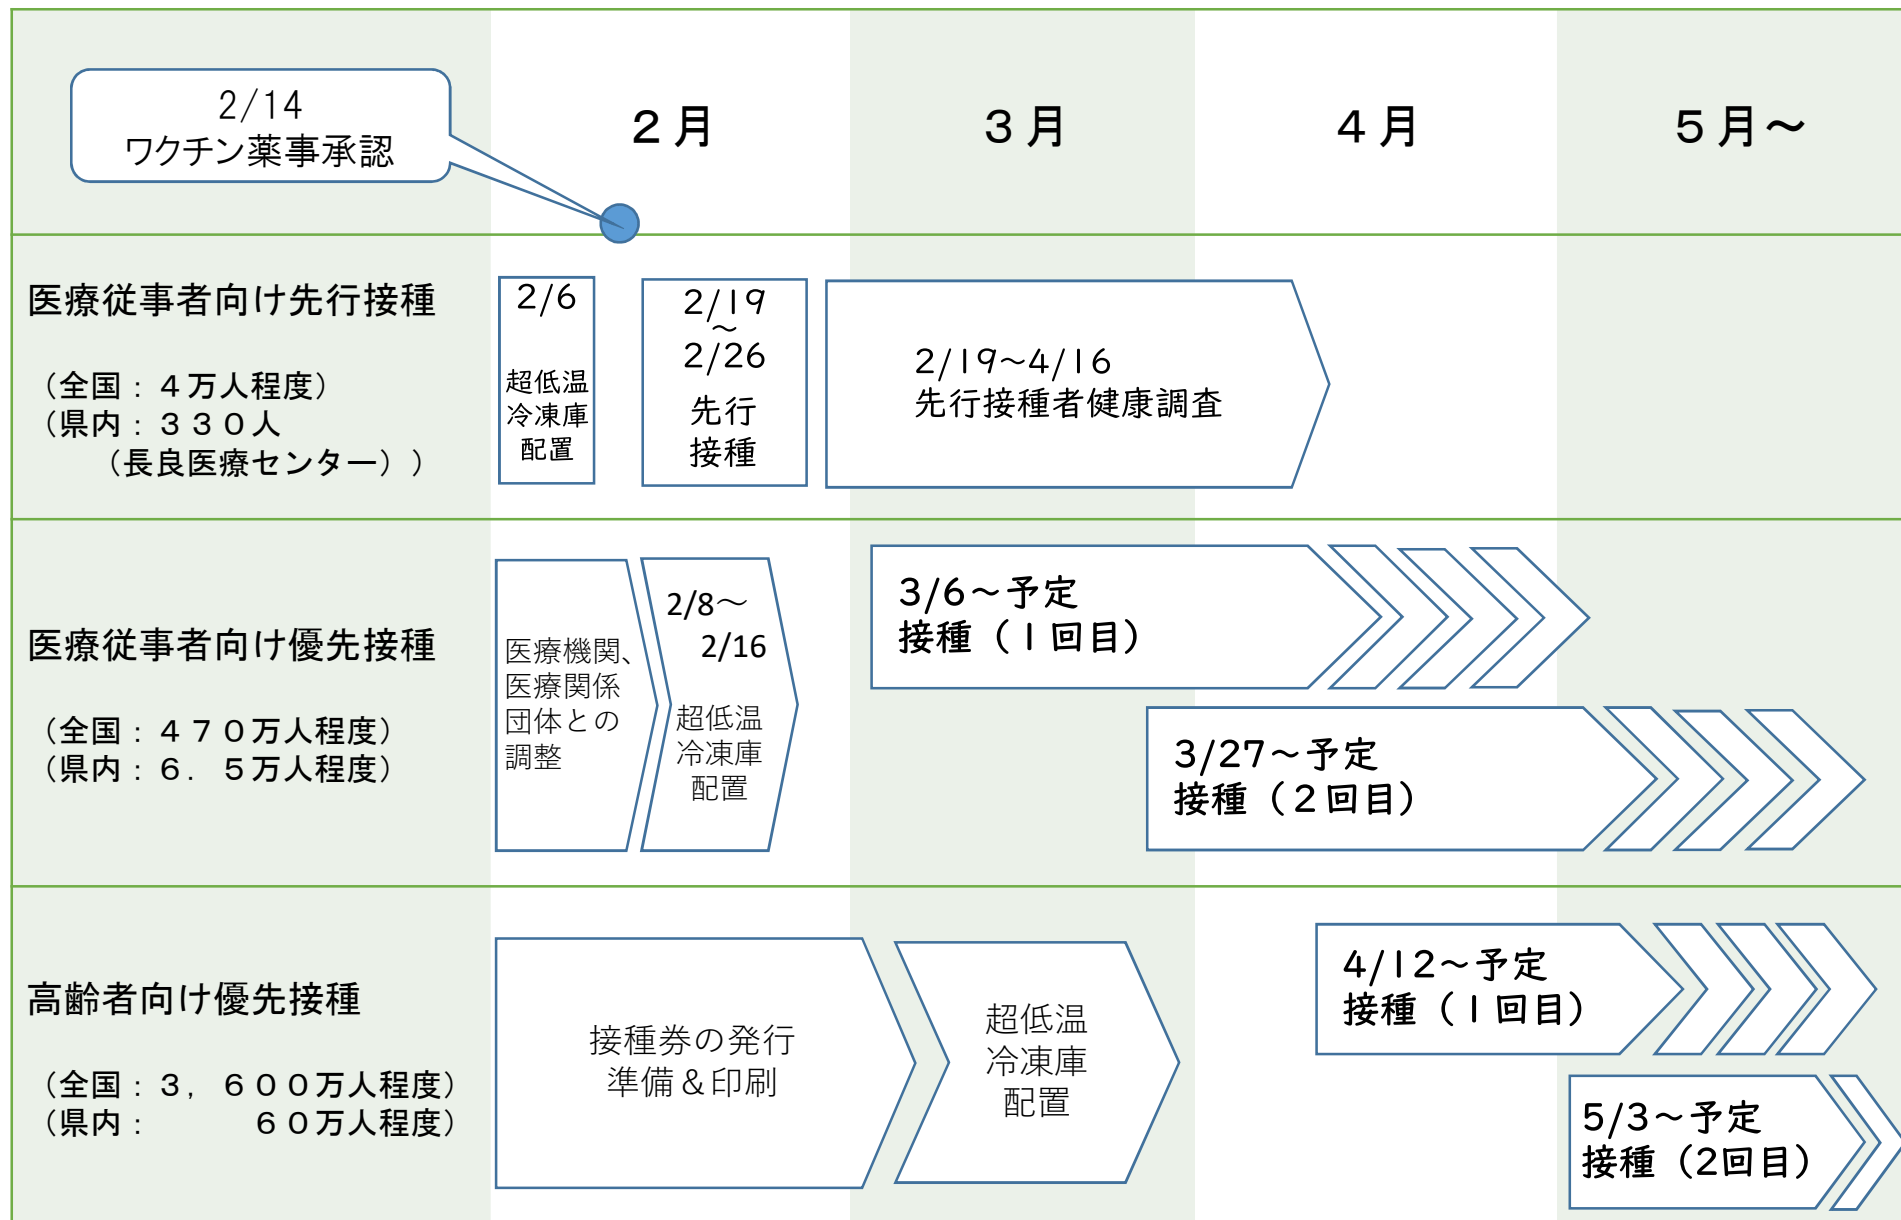 2/14
ワクチン薬事承認
２月
３月
４月
５月～
医療従事者向け先行接種
（全国：４万人程度）
（県内：３３０人
（長良医療センター））
2/6
超低温
冷凍庫
配置
2/19
～
2/26
先行
接種
2/19～4/16
先行接種者健康調査
医療従事者向け優先接種
（全国：４７０万人程度）
（県内：６．５万人程度）
医療機関、
医療関係
団体との
調整
2/8～
2/16
超低温
冷凍庫
配置
3/6～予定
接種（１回目）
3/27～予定
接種（２回目）
高齢者向け優先接種
（全国：３，６００万人程度）
（県内：　　　６０万人程度）
接種券の発行
準備＆印刷
超低温
冷凍庫
配置
4/12～予定
接種（１回目）
5/3～予定
接種（2回目）